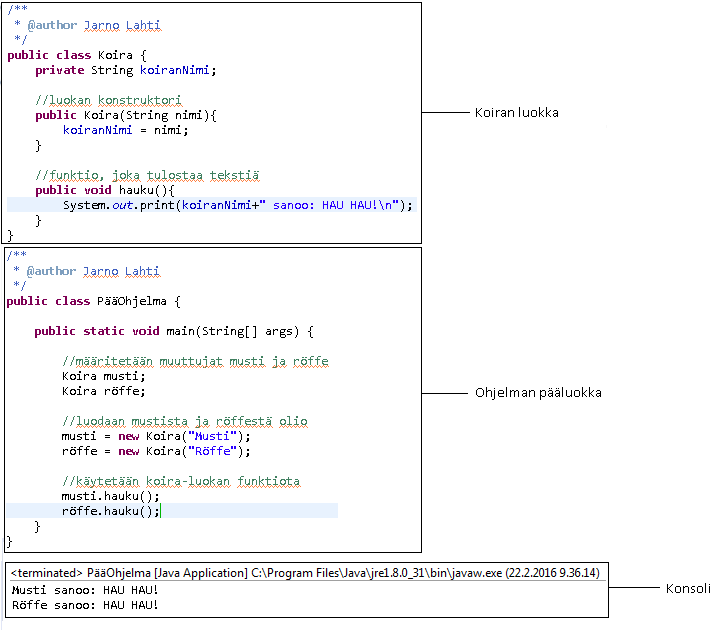 /**
 * @author Jarno Lahti
 */
public class Koira {
    private String koiranNimi;

    //luokan konstruktori
    public Koira(String nimi){
        koiranNimi = nimi;
    }

    //funktio, joka tulostaa tekstiä
    public void hauku(){
        System.out.print(koiranNimi+" sanoo: HAU HAU!\n");
    }
}
Koiran luokka
/**
 * @author Jarno Lahti
 */
public class PääOhjelma {

    public static void main(String[] args) {

        //määritetään muuttujat musti ja röffe
        Koira musti;
        Koira röffe;

        //luodaan mustista ja röffestä olio
        musti = new Koira("Musti");
        röffe = new Koira("Röffe");

        //käytetään koira-luokan funktiota
        musti.hauku();
        röffe.hauku();
    }
}
Ohjelman pääluokka
<terminated> PääOhjelma [Java Application] C:\Program Files\Java\jre1.8.0_31\bin\javaw.exe (22.2.2016 9.36.14)
Musti sanoo: HAU HAU!
Röffe sanoo: HAU HAU!
Konsoli